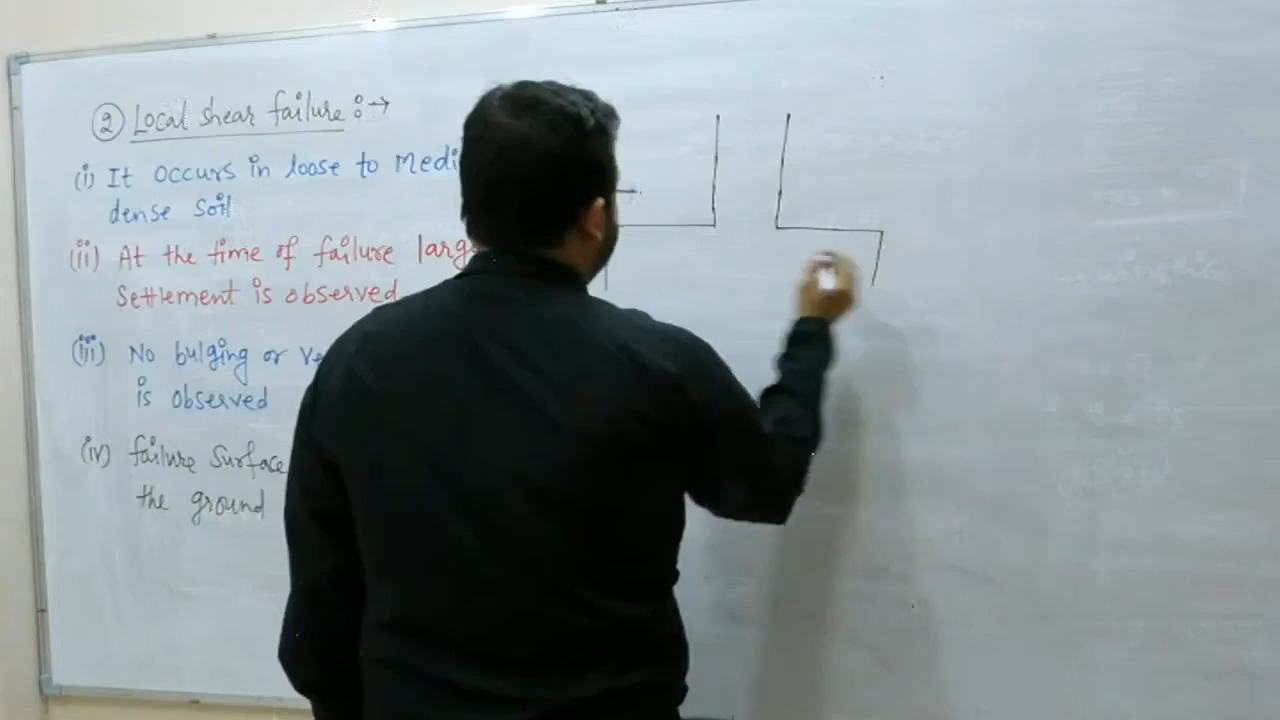 ② Local shear failure :→
(i) It occurs in loose to Medi
dense soil
(ii) At the time of failure larg
Settlement is observed
(iii) No bulging or
is observed
(iv) failure Surface
the ground